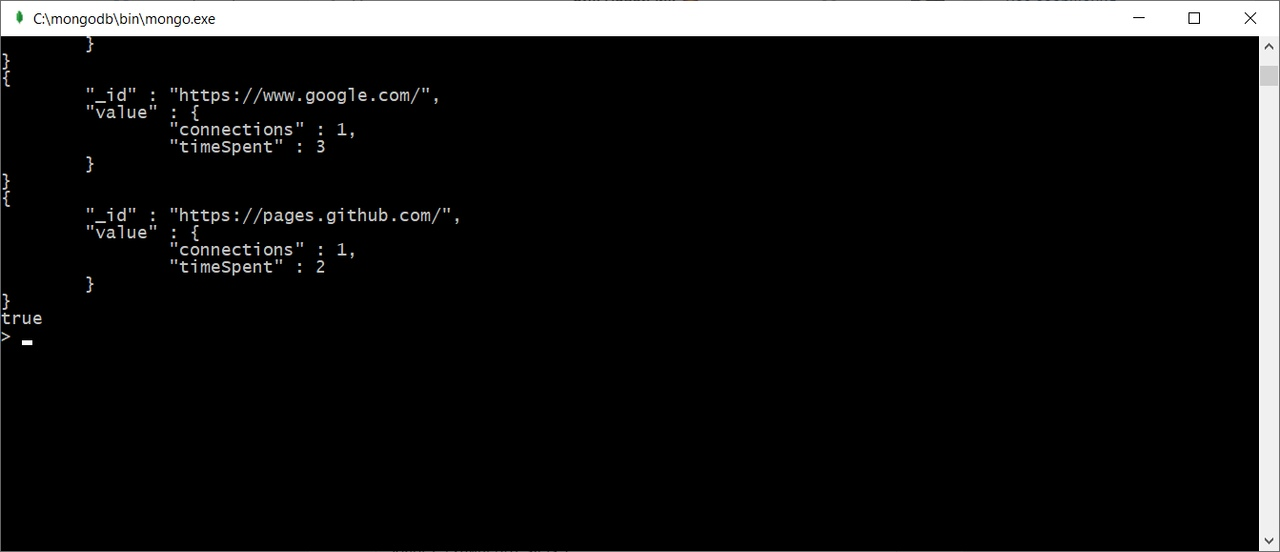 C:\mongodb\bin\mongo.exe
        }
}
{
        "_id" : "https://www.google.com/",
        "value" : {
                "connections" : 1,
                "timeSpent" : 3
        }
}
{
        "_id" : "https://pages.github.com/",
        "value" : {
                "connections" : 1,
                "timeSpent" : 2
        }
}
true
>